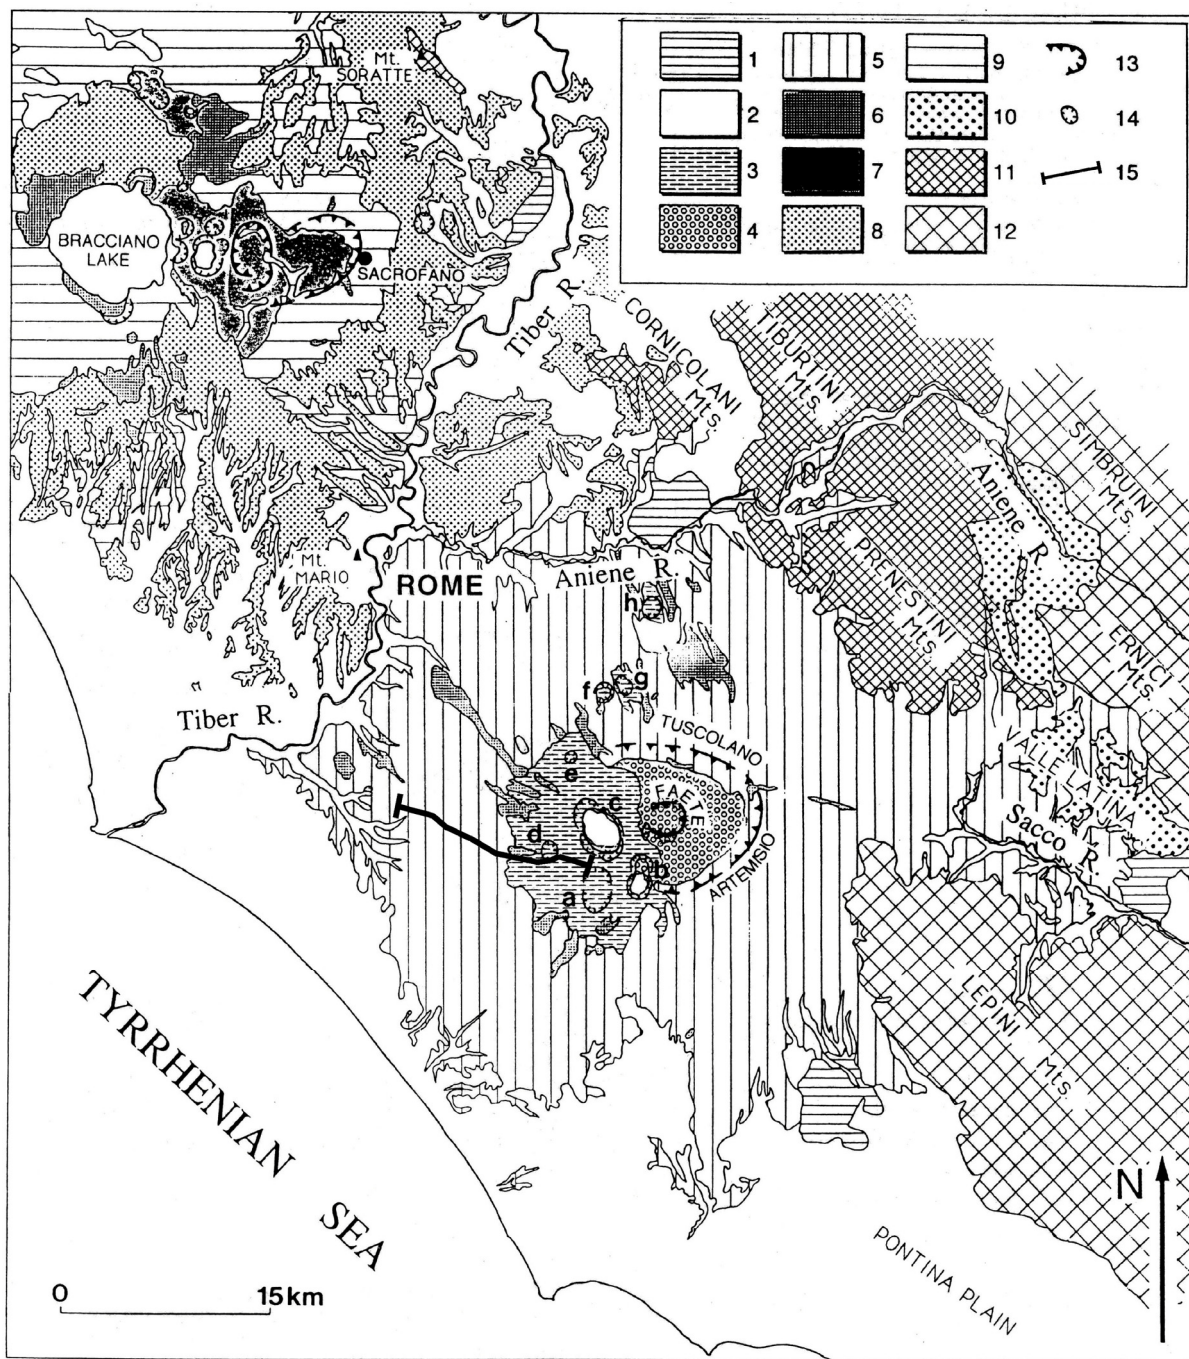 Mt.
SORATTE
BRACCIANO
LAKE
SACROFANO
Tiber R.
CORNICOLANI
Mts
TIBURTINI
Mts
SIMBRUINI
Mts.
Aniene R.
PRENESTINI
Mts.
ERNICI
Mts.
Mt.
MARIO
ROME
Aniene R.
h
g
f
Tiber R.
TUSCOLANO
e
FAETE
c
d
b
a
ARTEMISIO
VALLE LATINA
Sacco R.
LEPINI Mts.
TYRRHENIAN
SEA
PONTINA PLAIN
N
0 15 km
1 5 9 13
2 6 10 14
3 7 11 15
4 8 12